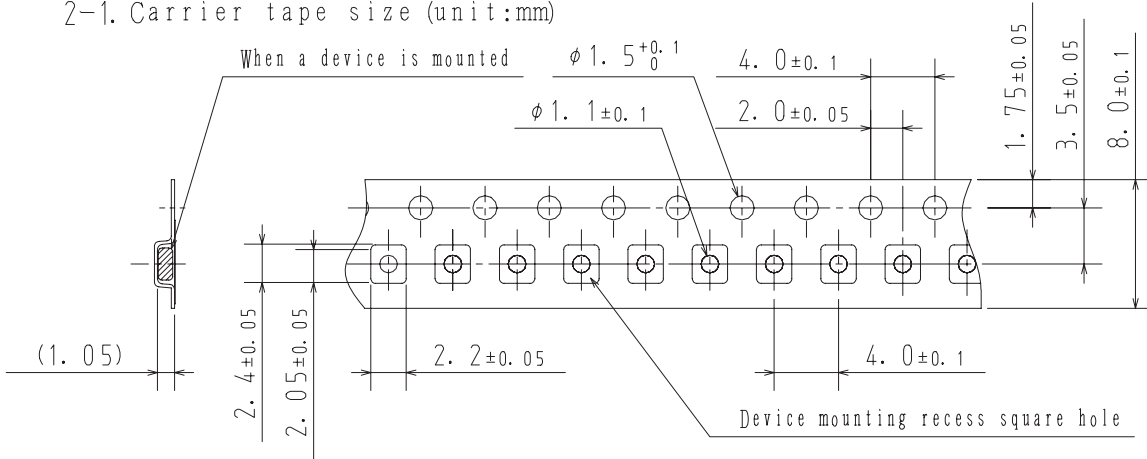 2-1. Carrier tape size (unit:mm)
When a device is mounted
φ1.5 +0.1 0
4.0±0.1
φ1.1±0.1
2.0±0.05
1.75±0.05
3.5±0.05
8.0±0.1
(1.05)
2.4±0.05
2.05±0.05
2.2±0.05
4.0±0.1
Device mounting recess square hole